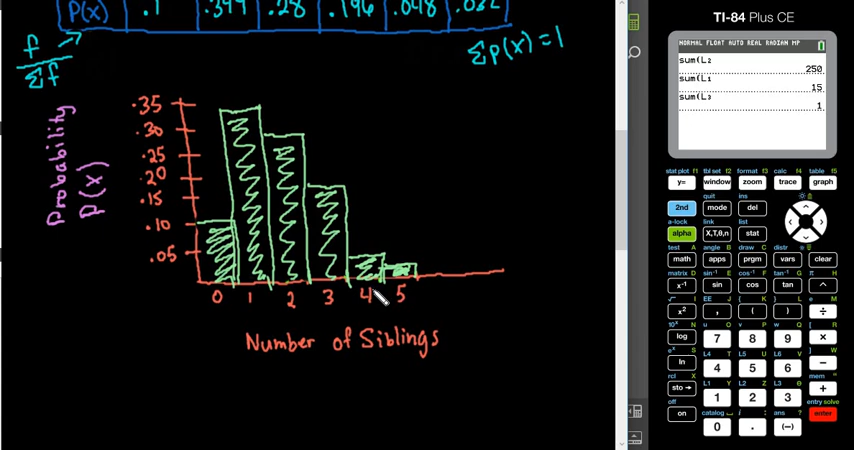 P(x) .1 .344 .28 .196 .048 .032
f
Σf
ΣP(x)=1
Probability
P(X)
.35
.30
.25
.20
.15
.10
.05
0 1 2 3 4 5
Number of Siblings
TI-84 Plus CE
NORMAL FLOAT AUTO REAL RADIAN MP
sum(L2
250
sum(L1
15
sum(L3
1
stat plot f1 tblset f2 format f3 calc f4 table f5
y= window zoom trace graph
quit ins
2nd mode del
a-lock link list
alpha X,T,θ,n stat
test A angle B draw C distr
math apps prgm vars clear
matrix D sin⁻¹ E cos⁻¹ F tan⁻¹ G π H
x⁻¹ sin cos tan ^
√ I EE J { K } L e M
x² , ( ) ÷
10ˣ N u O v P w Q [ R
log 7 8 9 ×
eˣ S L4 T L5 U L6 V ] W
ln 4 5 6 −
rcl X L1 Y L2 Z L3 θ mem "
sto→ 1 2 3 +
off catalog i : ans ? entry solve
on 0 . (−) enter